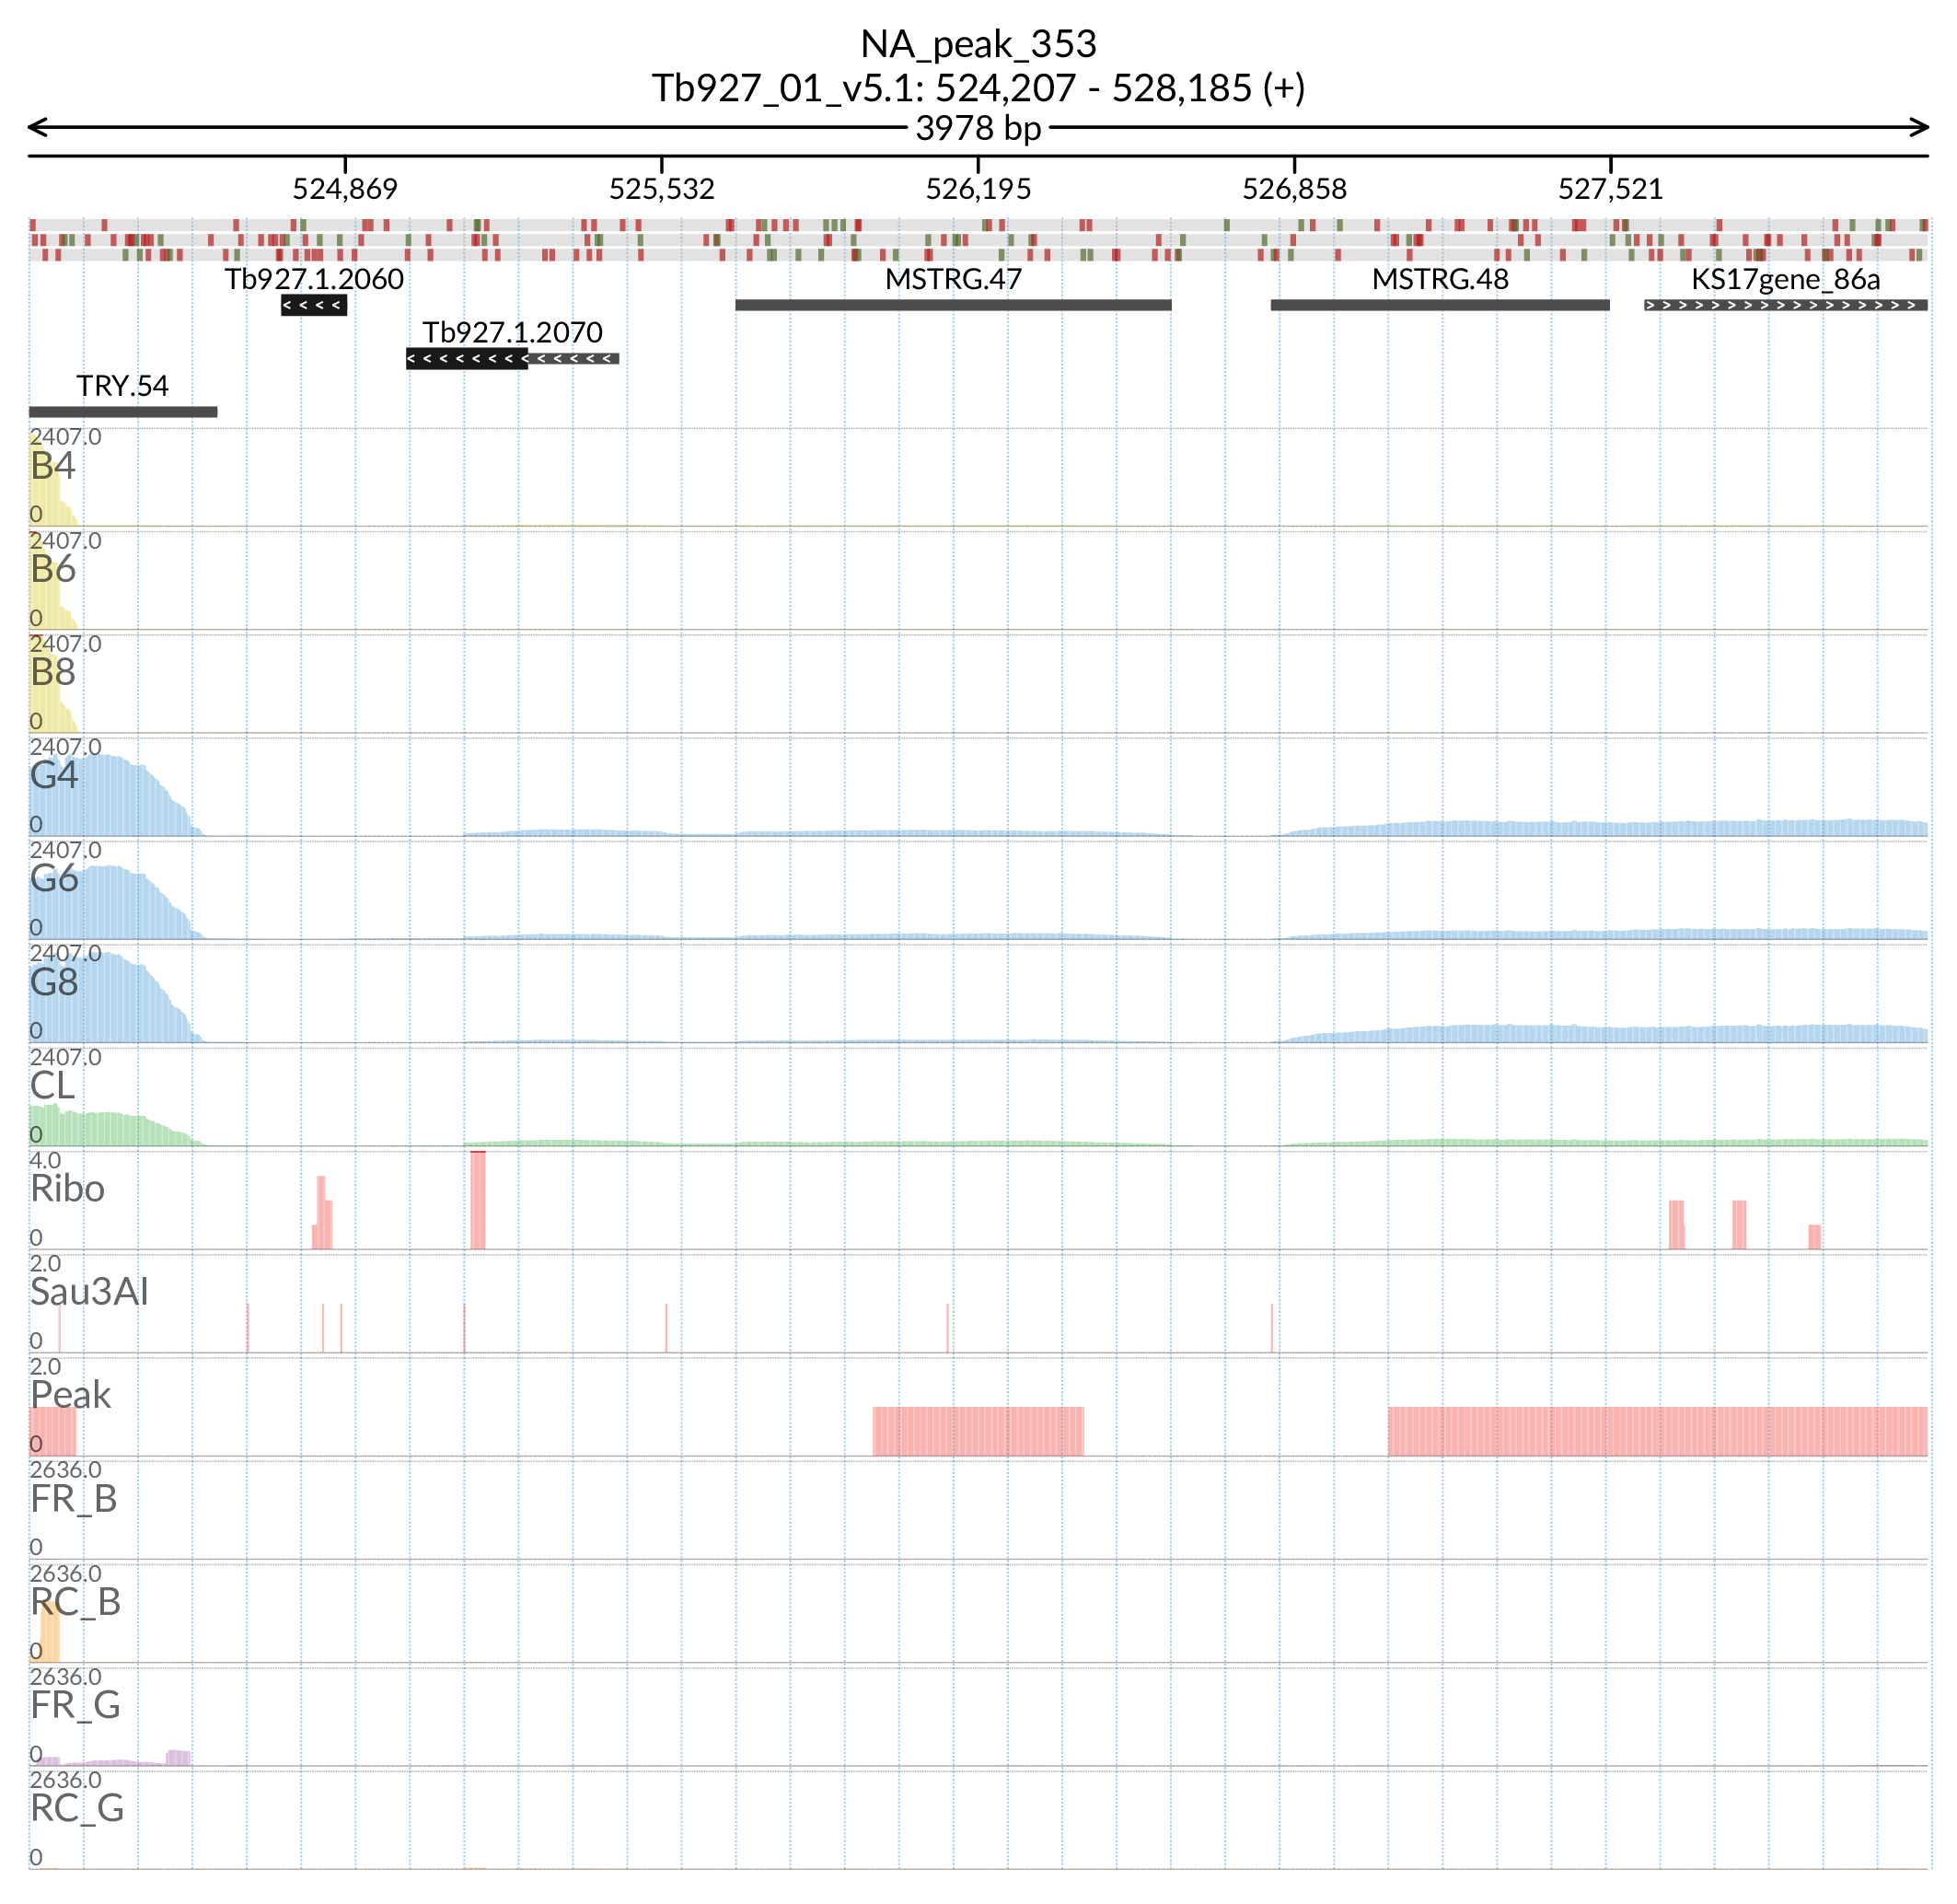 NA_peak_353
Tb927_01_v5.1: 524,207 - 528,185 (+)
3978 bp
524,869 525,532 526,195 526,858 527,521
Tb927.1.2060 MSTRG.47 MSTRG.48 KS17gene_86a
Tb927.1.2070
TRY.54
2407.0
B4
0
2407.0
B6
0
2407.0
B8
0
2407.0
G4
0
2407.0
G6
0
2407.0
G8
0
2407.0
CL
0
4.0
Ribo
0
2.0
Sau3AI
0
2.0
Peak
0
2636.0
FR_B
0
2636.0
RC_B
0
2636.0
FR_G
0
2636.0
RC_G
0